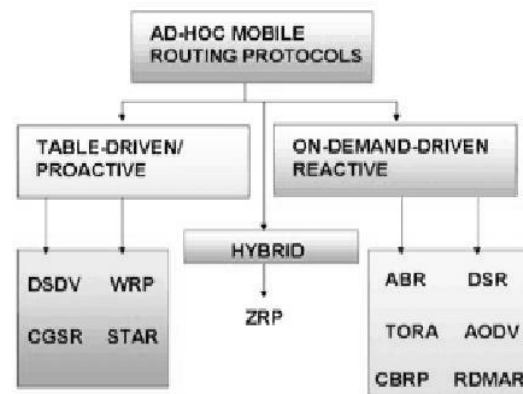 AD-HOC MOBILE
ROUTING PROTOCOLS
TABLE-DRIVEN/
PROACTIVE
ON-DEMAND-DRIVEN
REACTIVE
HYBRID
DSDV WRP
CGSR STAR
ZRP
ABR DSR
TORA AODV
CBRP RDMAR